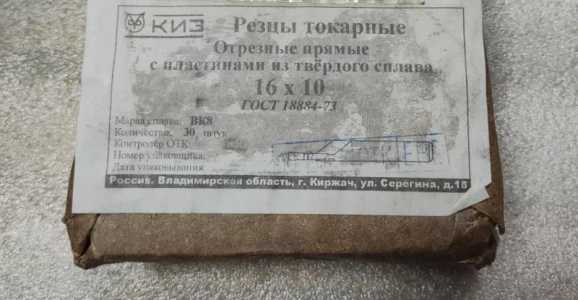 КИЗ
Резцы токарные
Отрезные прямые
с пластинами из твёрдого сплава
16 х 10
ГОСТ 18884-73
Марка сплава: ВК8
Количество: 30 штук
Контролёр ОТК
Номер упаковщика:
Дата упаковывания
Россия. Владимирская область, г. Киржач, ул. Серегина, д.18